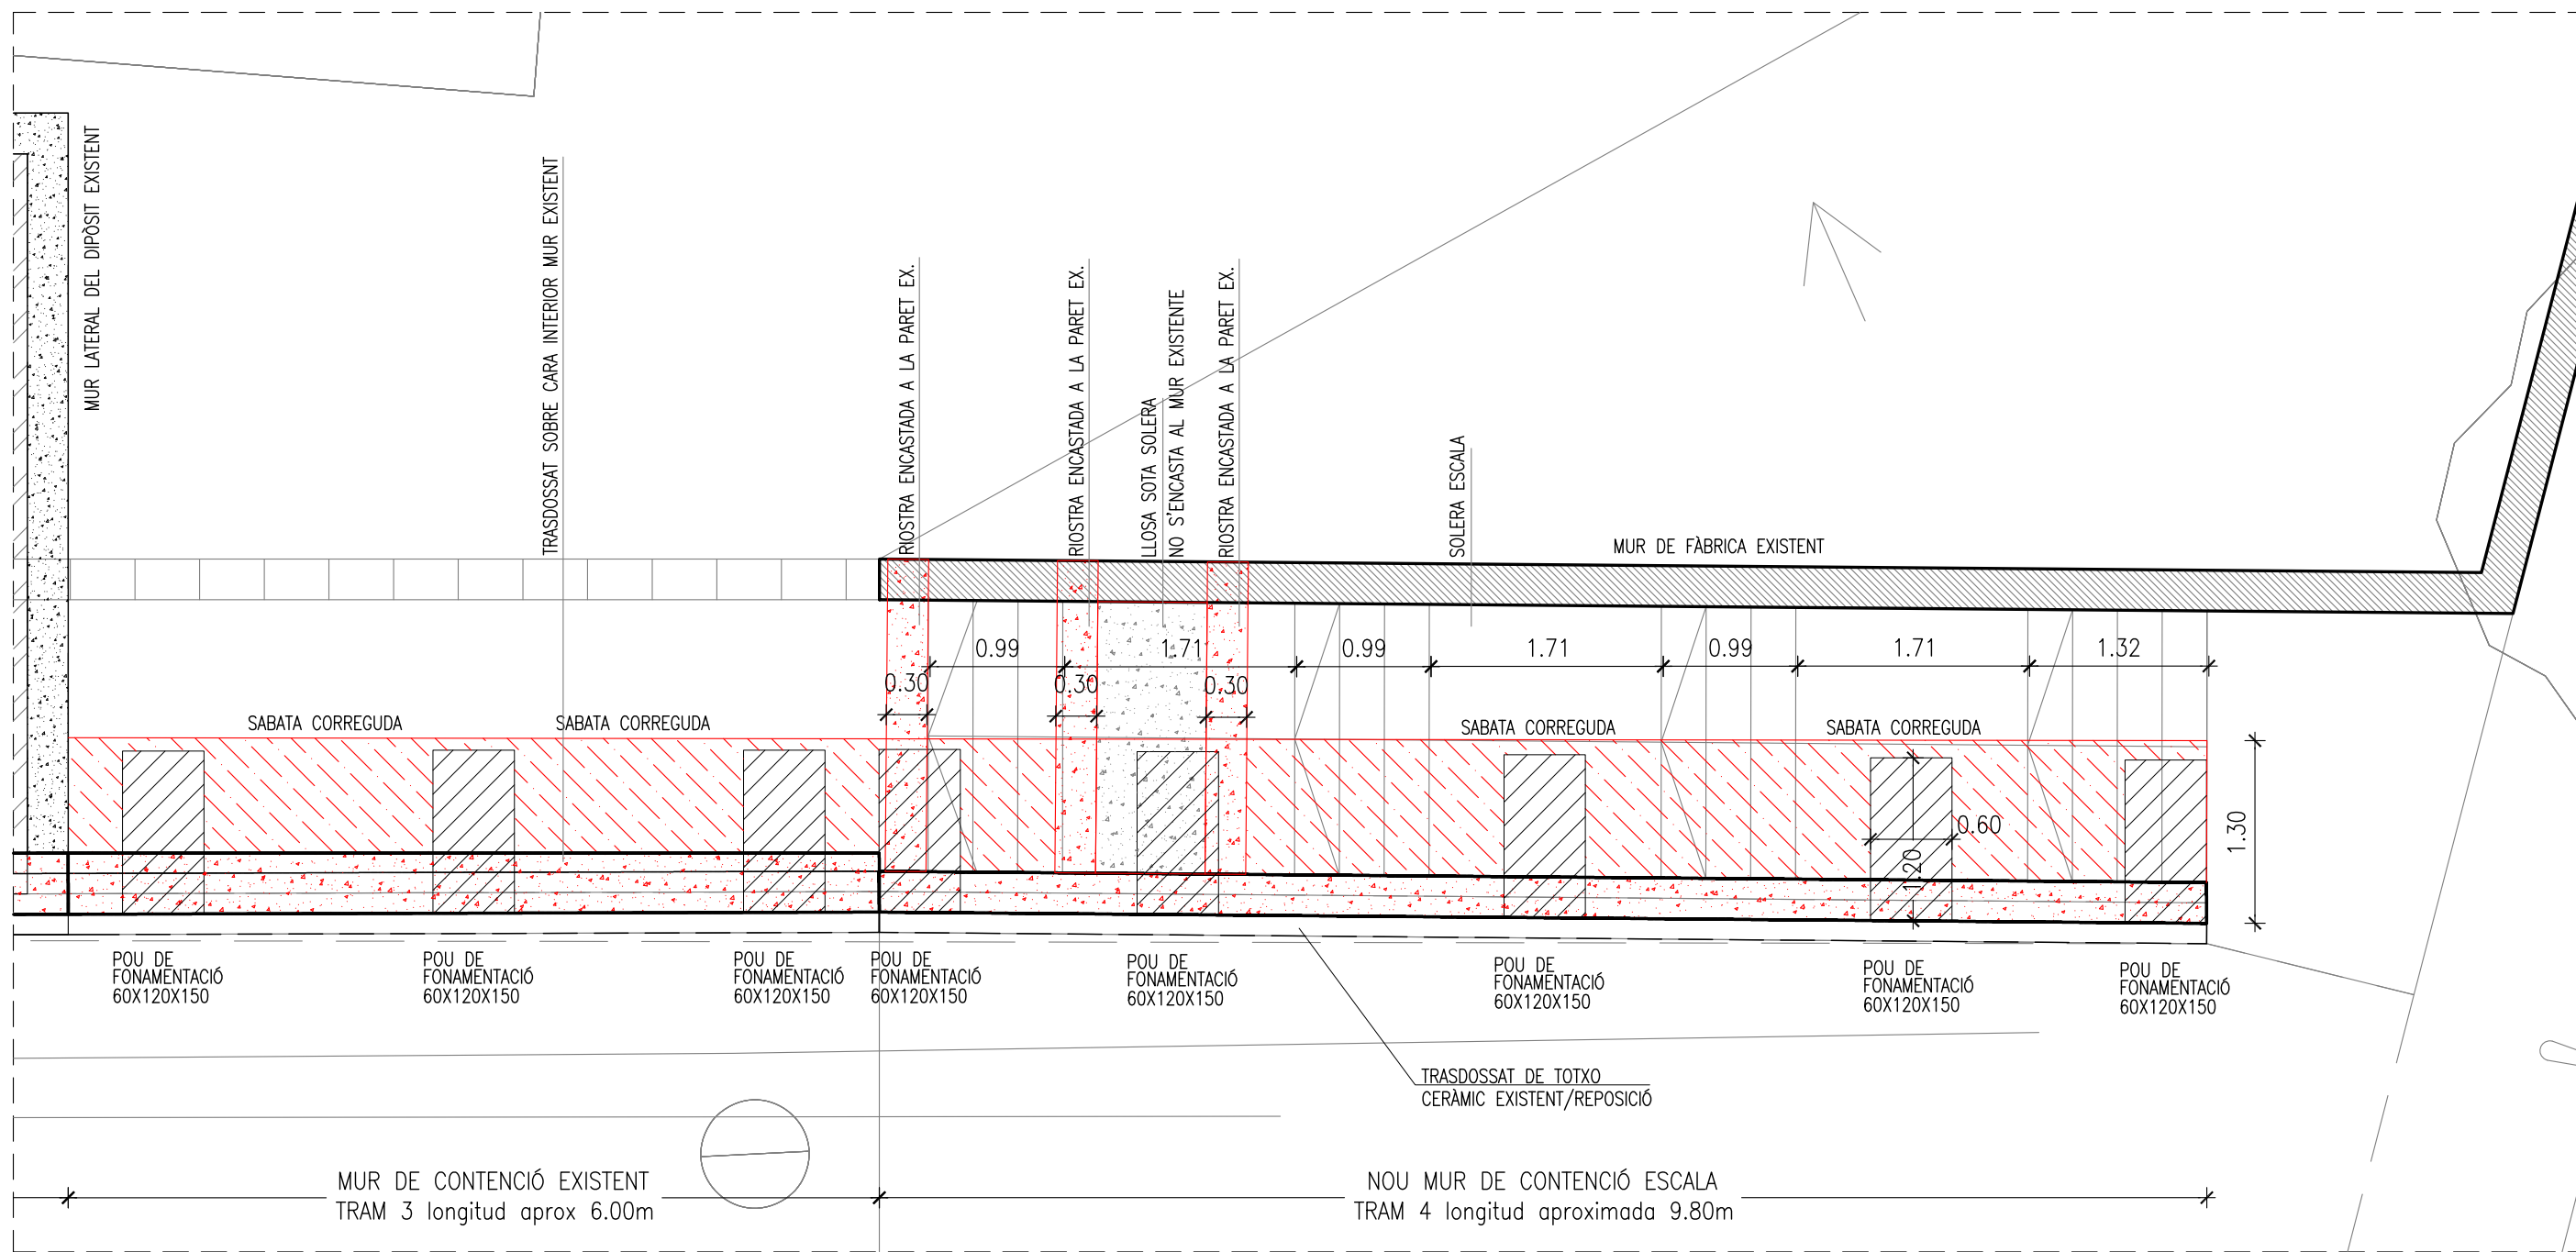 MUR LATERAL DEL DIPÒSIT EXISTENT
TRASDOSSAT SOBRE CARA INTERIOR MUR EXISTENT
RIOSTRA ENCASTADA A LA PARET EX.
RIOSTRA ENCASTADA A LA PARET EX.
LLOSA SOTA SOLERA
NO S'ENCASTA AL MUR EXISTENTE
RIOSTRA ENCASTADA A LA PARET EX.
SOLERA ESCALA
MUR DE FÀBRICA EXISTENT
0.99
1.71
0.99
1.71
0.99
1.71
1.32
0.30
0.30
0.30
SABATA CORREGUDA
SABATA CORREGUDA
SABATA CORREGUDA
SABATA CORREGUDA
0.60
1.20
1.30
POU DE
FONAMENTACIÓ
60X120X150
POU DE
FONAMENTACIÓ
60X120X150
POU DE
FONAMENTACIÓ
60X120X150
POU DE
FONAMENTACIÓ
60X120X150
POU DE
FONAMENTACIÓ
60X120X150
POU DE
FONAMENTACIÓ
60X120X150
POU DE
FONAMENTACIÓ
60X120X150
POU DE
FONAMENTACIÓ
60X120X150
TRASDOSSAT DE TOTXO
CERÀMIC EXISTENT/REPOSICIÓ
MUR DE CONTENCIÓ EXISTENT
TRAM 3 longitud aprox 6.00m
NOU MUR DE CONTENCIÓ ESCALA
TRAM 4 longitud aproximada 9.80m